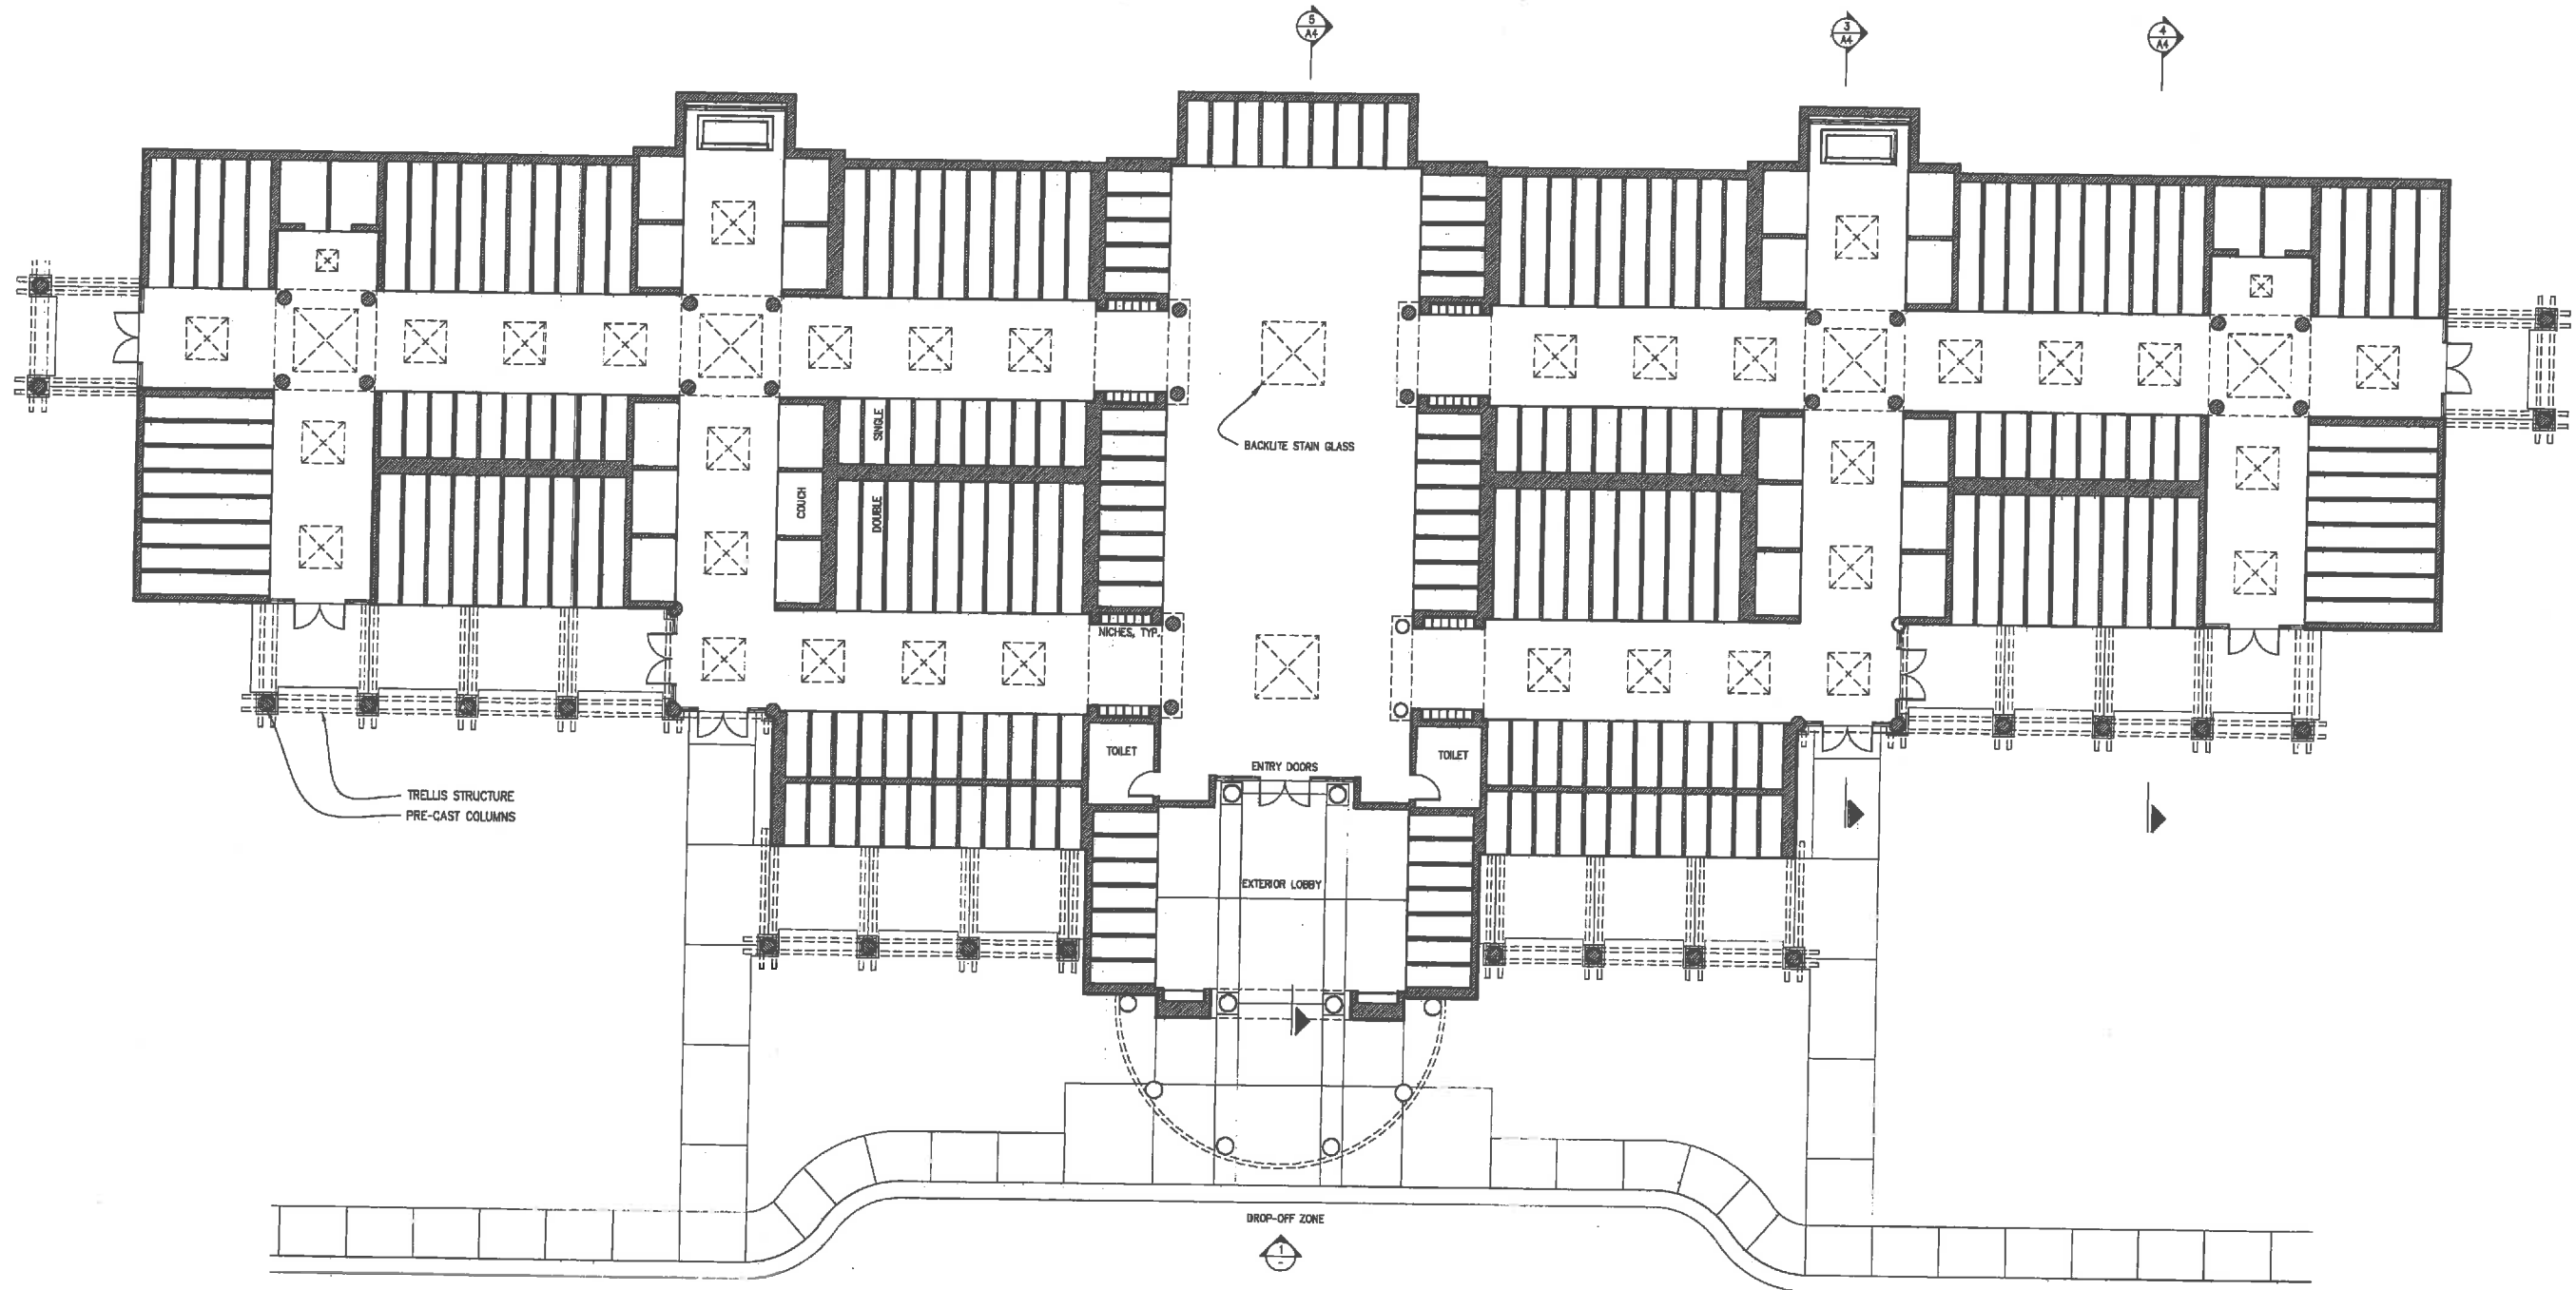 5
A4
3
A4
4
A4
SINGLE
BACKLITE STAIN GLASS
COUCH
DOUBLE
NICHES, TYP.
TOILET
TOILET
ENTRY DOORS
TRELLIS STRUCTURE
PRE-CAST COLUMNS
EXTERIOR LOBBY
DROP-OFF ZONE
1
-